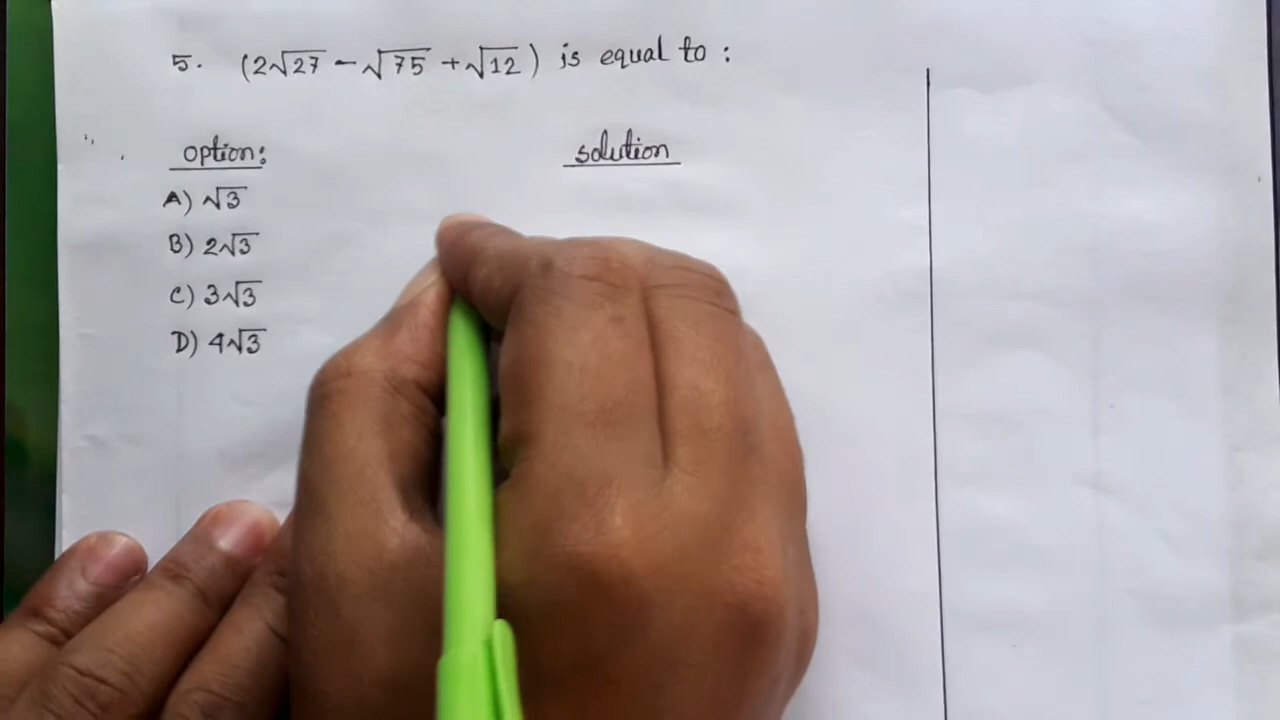 5. (2√27 - √75 + √12) is equal to :
option:
A) √3
B) 2√3
C) 3√3
D) 4√3
solution